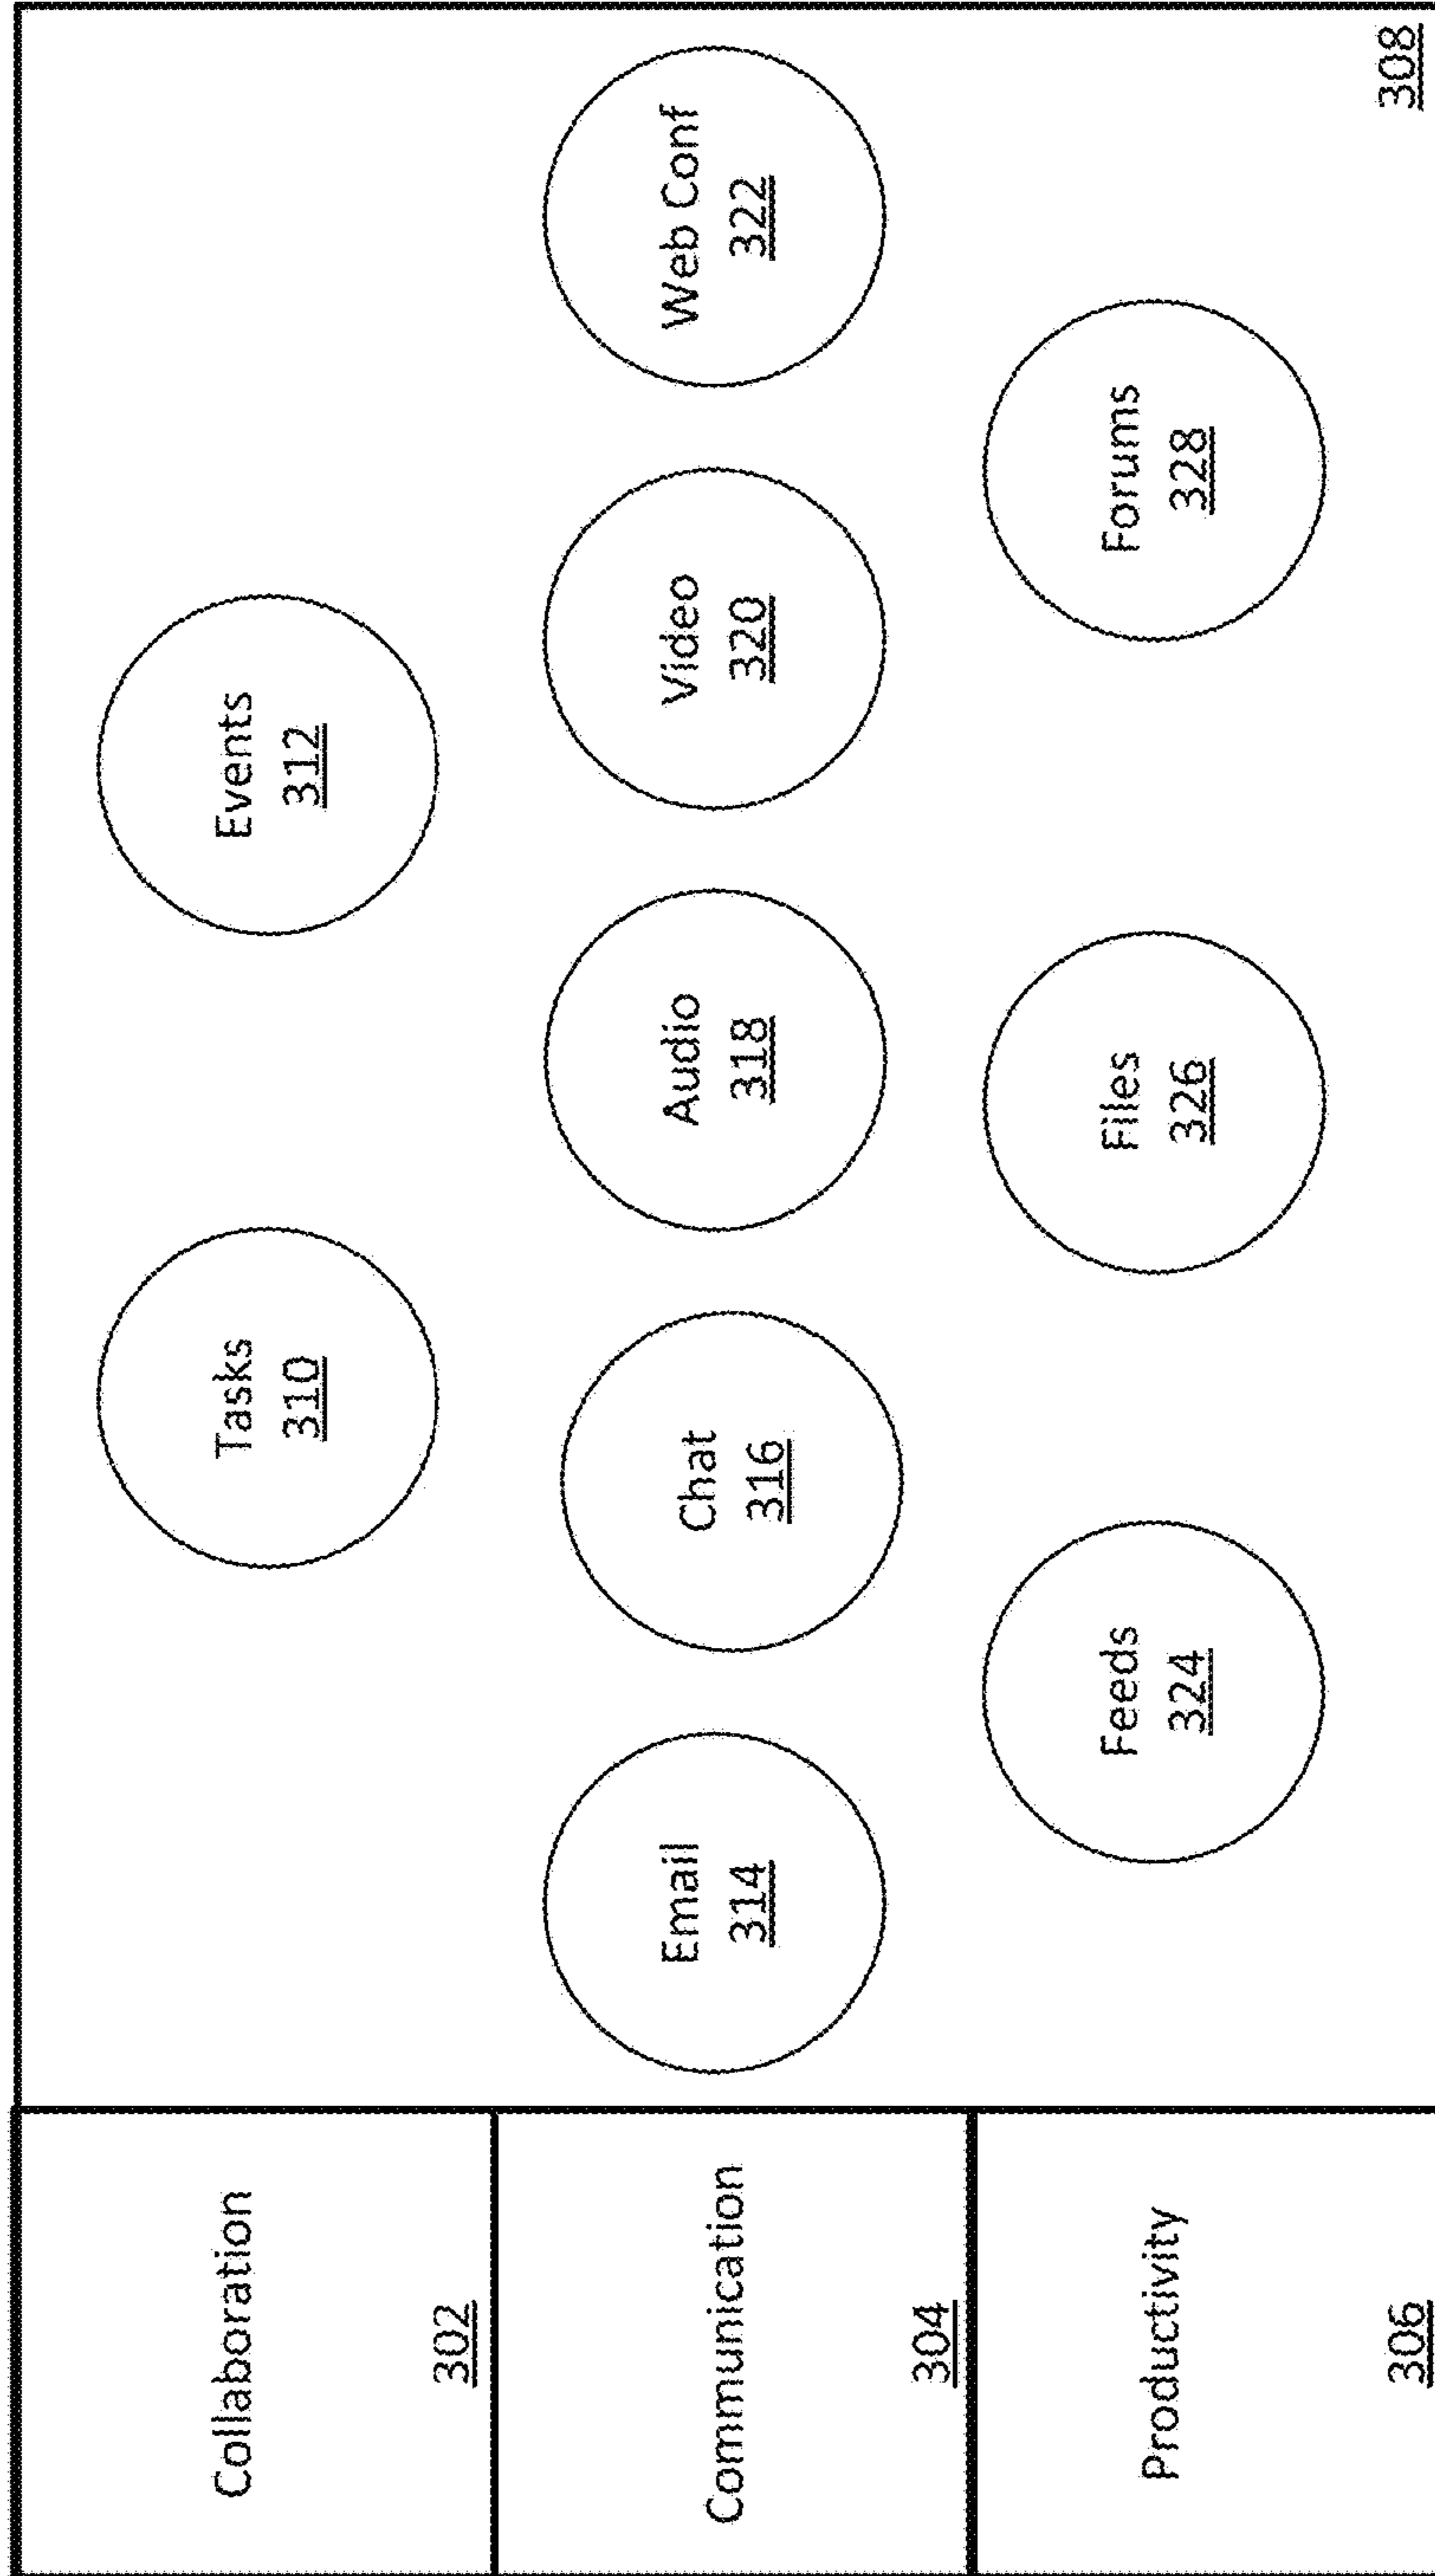 Collaboration
302
Tasks
310
Events
312
Communication
304
Email
314
Chat
316
Audio
318
Video
320
Web Conf
322
Productivity
306
Feeds
324
Files
326
Forums
328
308